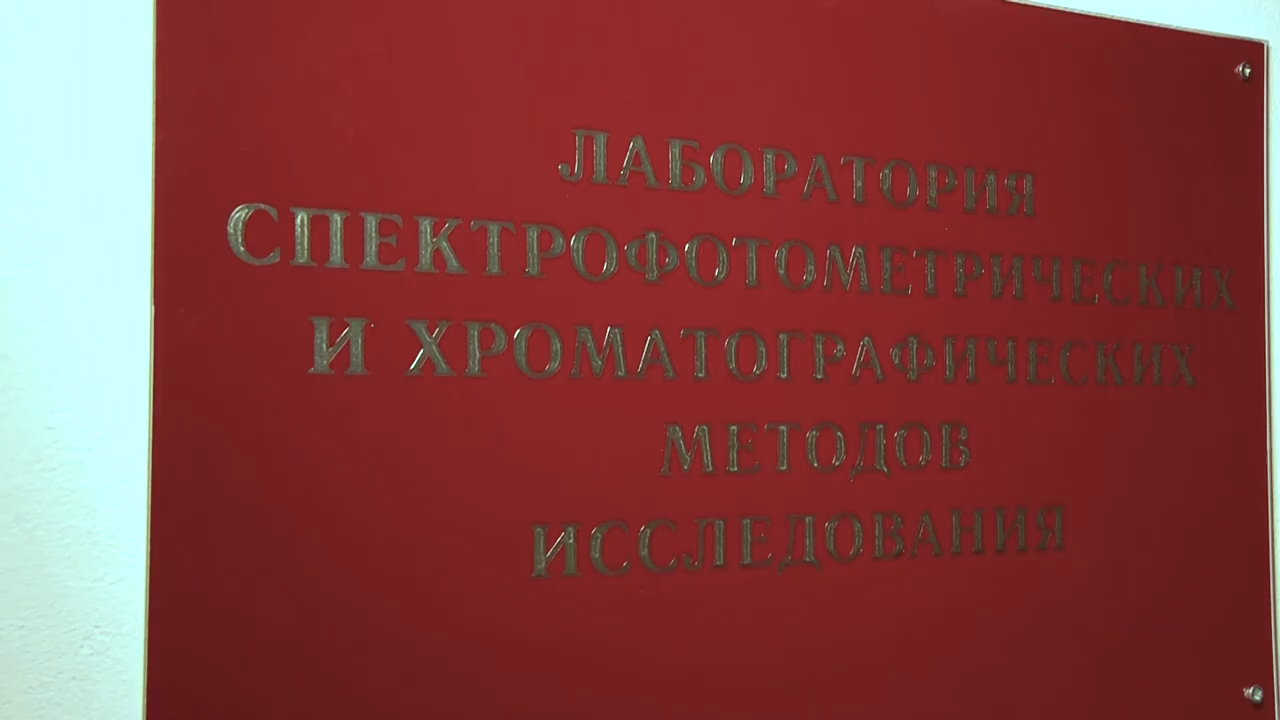 ЛАБОРАТОРИЯ
СПЕКТРОФОТОМЕТРИЧЕСКИХ
И ХРОМАТОГРАФИЧЕСКИХ
МЕТОДОВ
ИССЛЕДОВАНИЯ